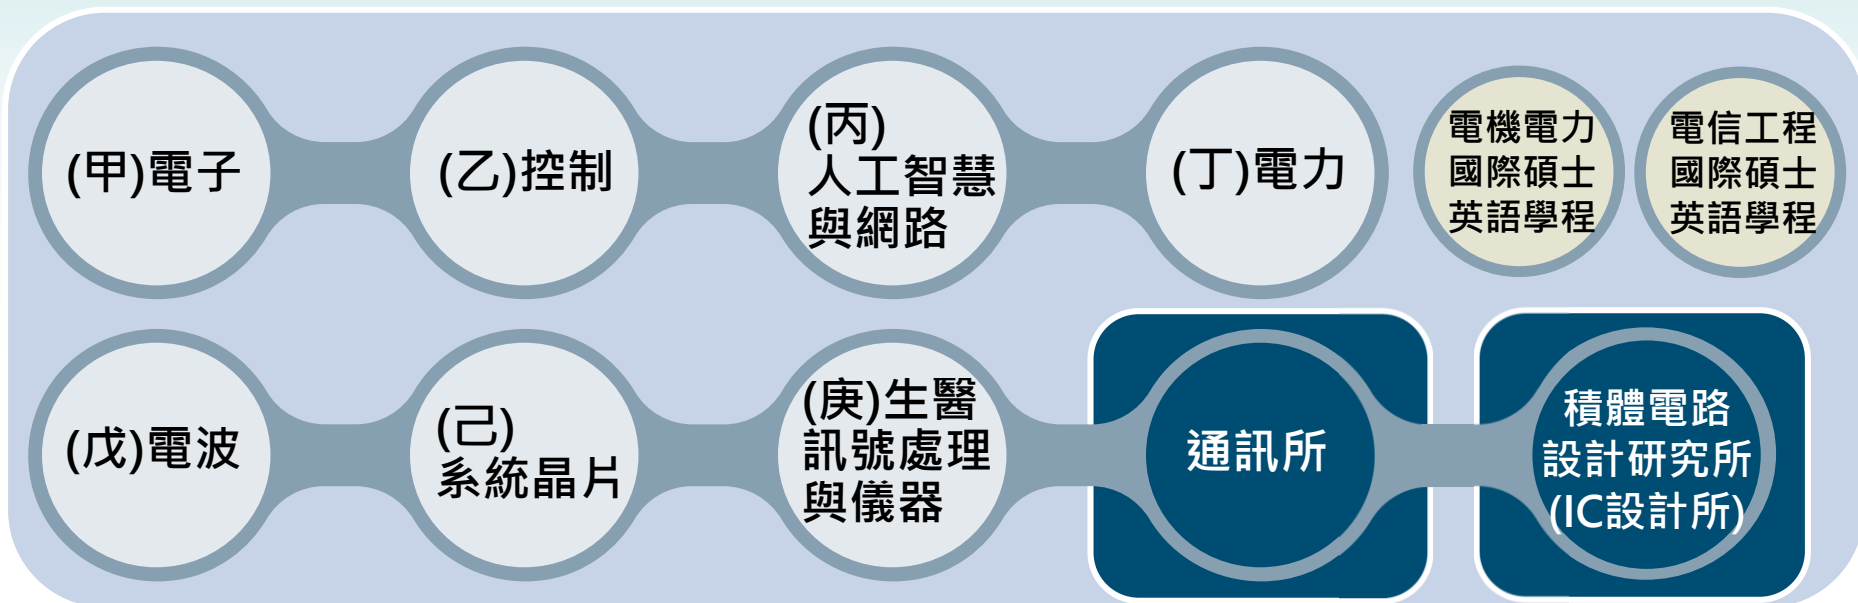 (甲)電子
(乙)控制
(丙)
人工智慧
與網路
(丁)電力
電機電力
國際碩士
英語學程
電信工程
國際碩士
英語學程
(戊)電波
(己)
系統晶片
(庚)生醫
訊號處理
與儀器
通訊所
積體電路
設計研究所
(IC設計所)